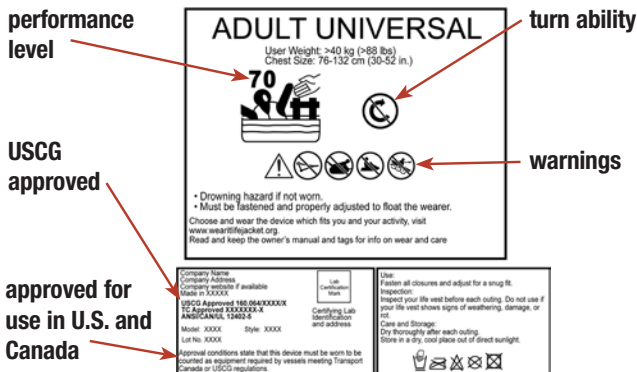 performance
level
ADULT UNIVERSAL
turn ability
User Weight: >40 kg (>88 lbs)
Chest Size: 76-132 cm (30-52 in.)
70
USCG
approved
warnings
• Drowning hazard if not worn.
• Must be fastened and properly adjusted to float the wearer.
Choose and wear the device which fits you and your activity, visit
www.wearitlifejacket.org.
Read and keep the owner's manual and tags for info on wear and care
approved for
use in U.S. and
Canada
Company Name
Company Address
Company website if available
Made in XXXXX
USCG Approved 160.064/XXXX/X
TC Approved XXXXXXX-X
ANSI/CAN/UL 12402-5
Model: XXXX Style: XXXX
Lot No. XXXX
Approval conditions state that this device must be worn to be
counted as equipment required by vessels meeting Transport
Canada or USCG regulations.
Lab
Certification
Mark
Certifying Lab
Identification
and address
Use:
Fasten all closures and adjust for a snug fit.
Inspection:
Inspect your life vest before each outing. Do not use if
your life vest shows signs of weathering, damage, or
rot.
Care and Storage:
Dry thoroughly after each outing.
Store in a dry, cool place out of direct sunlight.